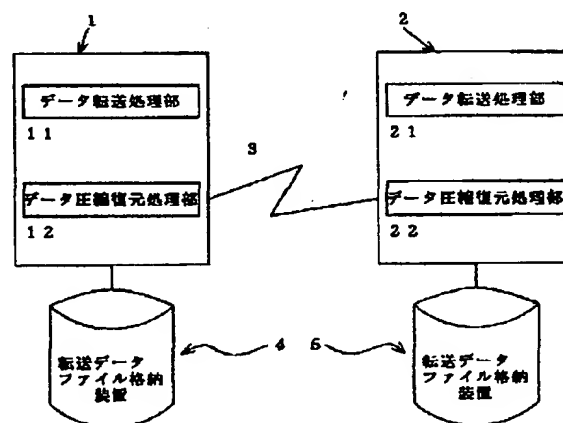 1
2
データ転送処理部
11
データ圧縮復元処理部
12
3
データ転送処理部
21
データ圧縮復元処理部
22
転送データ
ファイル格納
装置
4
5
転送データ
ファイル格納
装置